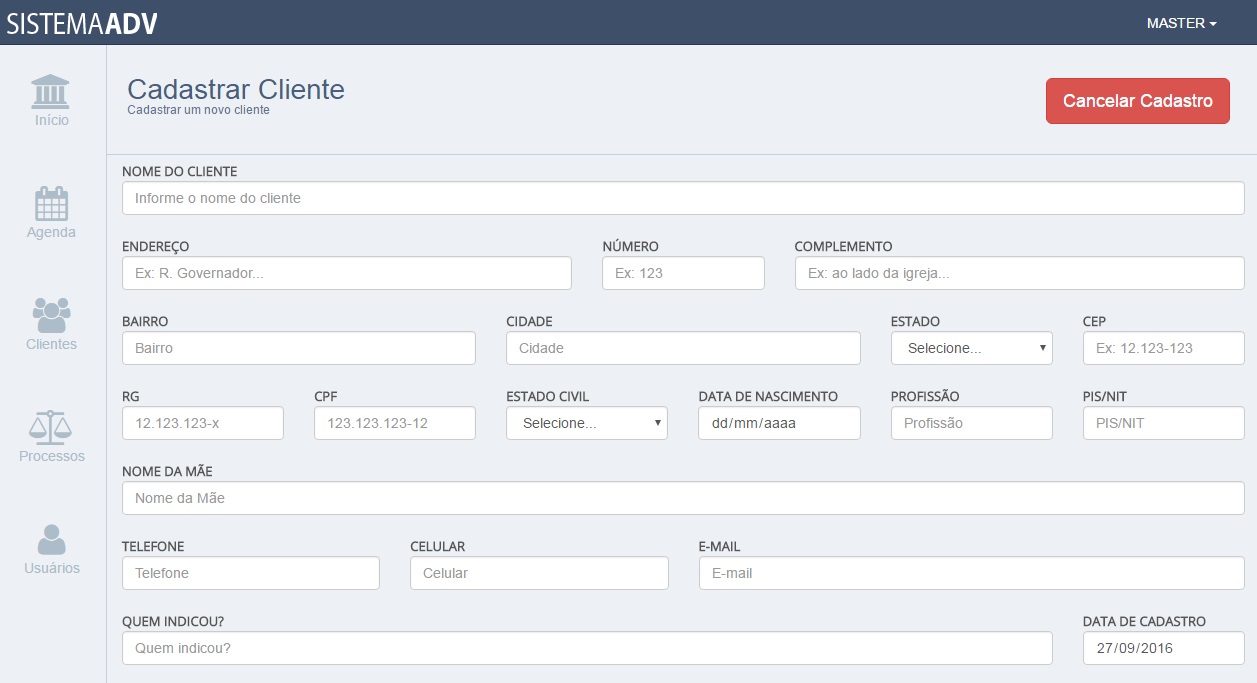 SISTEMAADV
MASTER
Início
Agenda
Clientes
Processos
Usuários
Cadastrar Cliente
Cadastrar um novo cliente
Cancelar Cadastro
NOME DO CLIENTE
Informe o nome do cliente
ENDEREÇO NÚMERO COMPLEMENTO
Ex: R. Governador... Ex: 123 Ex: ao lado da igreja...
BAIRRO CIDADE ESTADO CEP
Bairro Cidade Selecione... Ex: 12.123-123
RG CPF ESTADO CIVIL DATA DE NASCIMENTO PROFISSÃO PIS/NIT
12.123.123-x 123.123.123-12 Selecione... dd/mm/aaaa Profissão PIS/NIT
NOME DA MÃE
Nome da Mãe
TELEFONE CELULAR E-MAIL
Telefone Celular E-mail
QUEM INDICOU? DATA DE CADASTRO
Quem indicou? 27/09/2016